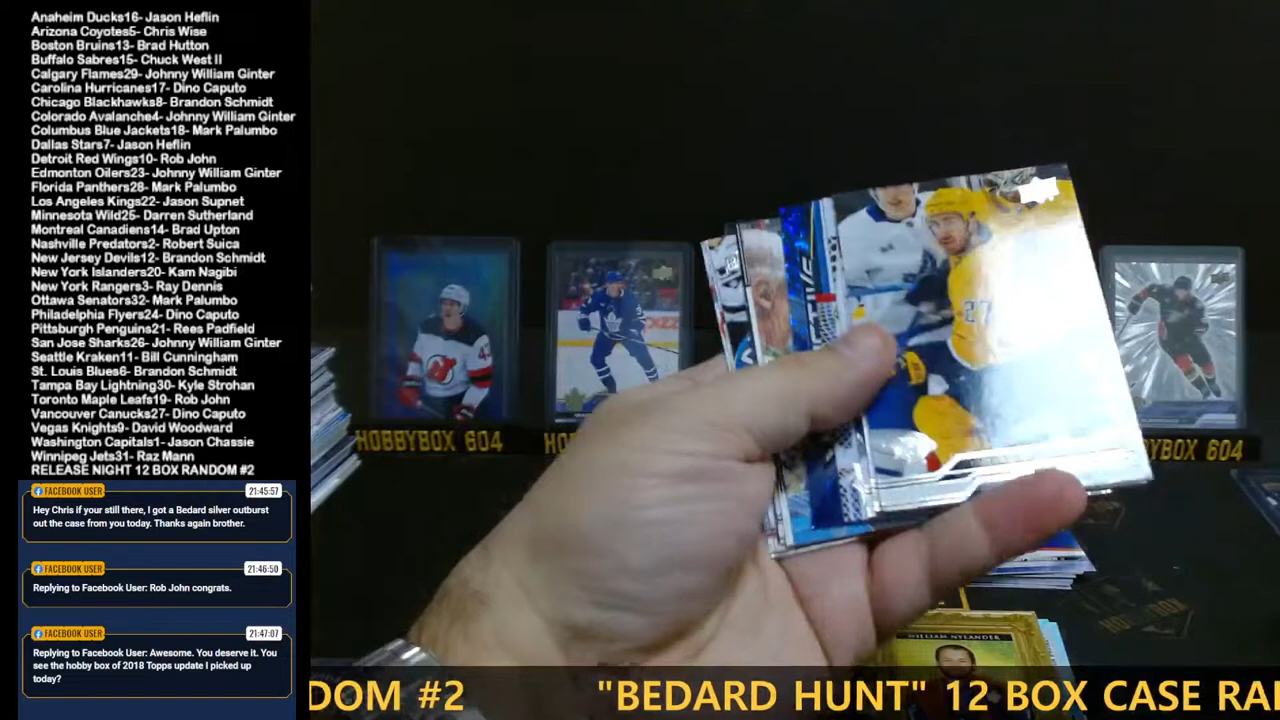 Anaheim Ducks16- Jason Heflin
Arizona Coyotes5- Chris Wise
Boston Bruins13- Brad Hutton
Buffalo Sabres15- Chuck West II
Calgary Flames29- Johnny William Ginter
Carolina Hurricanes17- Dino Caputo
Chicago Blackhawks8- Brandon Schmidt
Colorado Avalanche4- Johnny William Ginter
Columbus Blue Jackets18- Mark Palumbo
Dallas Stars7- Jason Heflin
Detroit Red Wings10- Rob John
Edmonton Oilers23- Johnny William Ginter
Florida Panthers28- Mark Palumbo
Los Angeles Kings22- Jason Supnet
Minnesota Wild25- Darren Sutherland
Montreal Canadiens14- Brad Upton
Nashville Predators2- Robert Suica
New Jersey Devils12- Brandon Schmidt
New York Islanders20- Kam Nagibi
New York Rangers3- Ray Dennis
Ottawa Senators32- Mark Palumbo
Philadelphia Flyers24- Dino Caputo
Pittsburgh Penguins21- Rees Padfield
San Jose Sharks26- Johnny William Ginter
Seattle Kraken11- Bill Cunningham
St. Louis Blues6- Brandon Schmidt
Tampa Bay Lightning30- Kyle Strohan
Toronto Maple Leafs19- Rob John
Vancouver Canucks27- Dino Caputo
Vegas Knights9- David Woodward
Washington Capitals1- Jason Chassie
Winnipeg Jets31- Raz Mann
RELEASE NIGHT 12 BOX RANDOM #2
FACEBOOK USER 21:45:57
Hey Chris if your still there, I got a Bedard silver outburst
out the case from you today. Thanks again brother.
FACEBOOK USER 21:46:50
Replying to Facebook User: Rob John congrats.
FACEBOOK USER 21:47:07
Replying to Facebook User: Awesome. You deserve it. You
see the hobby box of 2018 Topps update I picked up
today?
27
HOBBYBOX 604
604
WILLIAM NYLANDER
DOM #2 "BEDARD HUNT" 12 BOX CASE RA